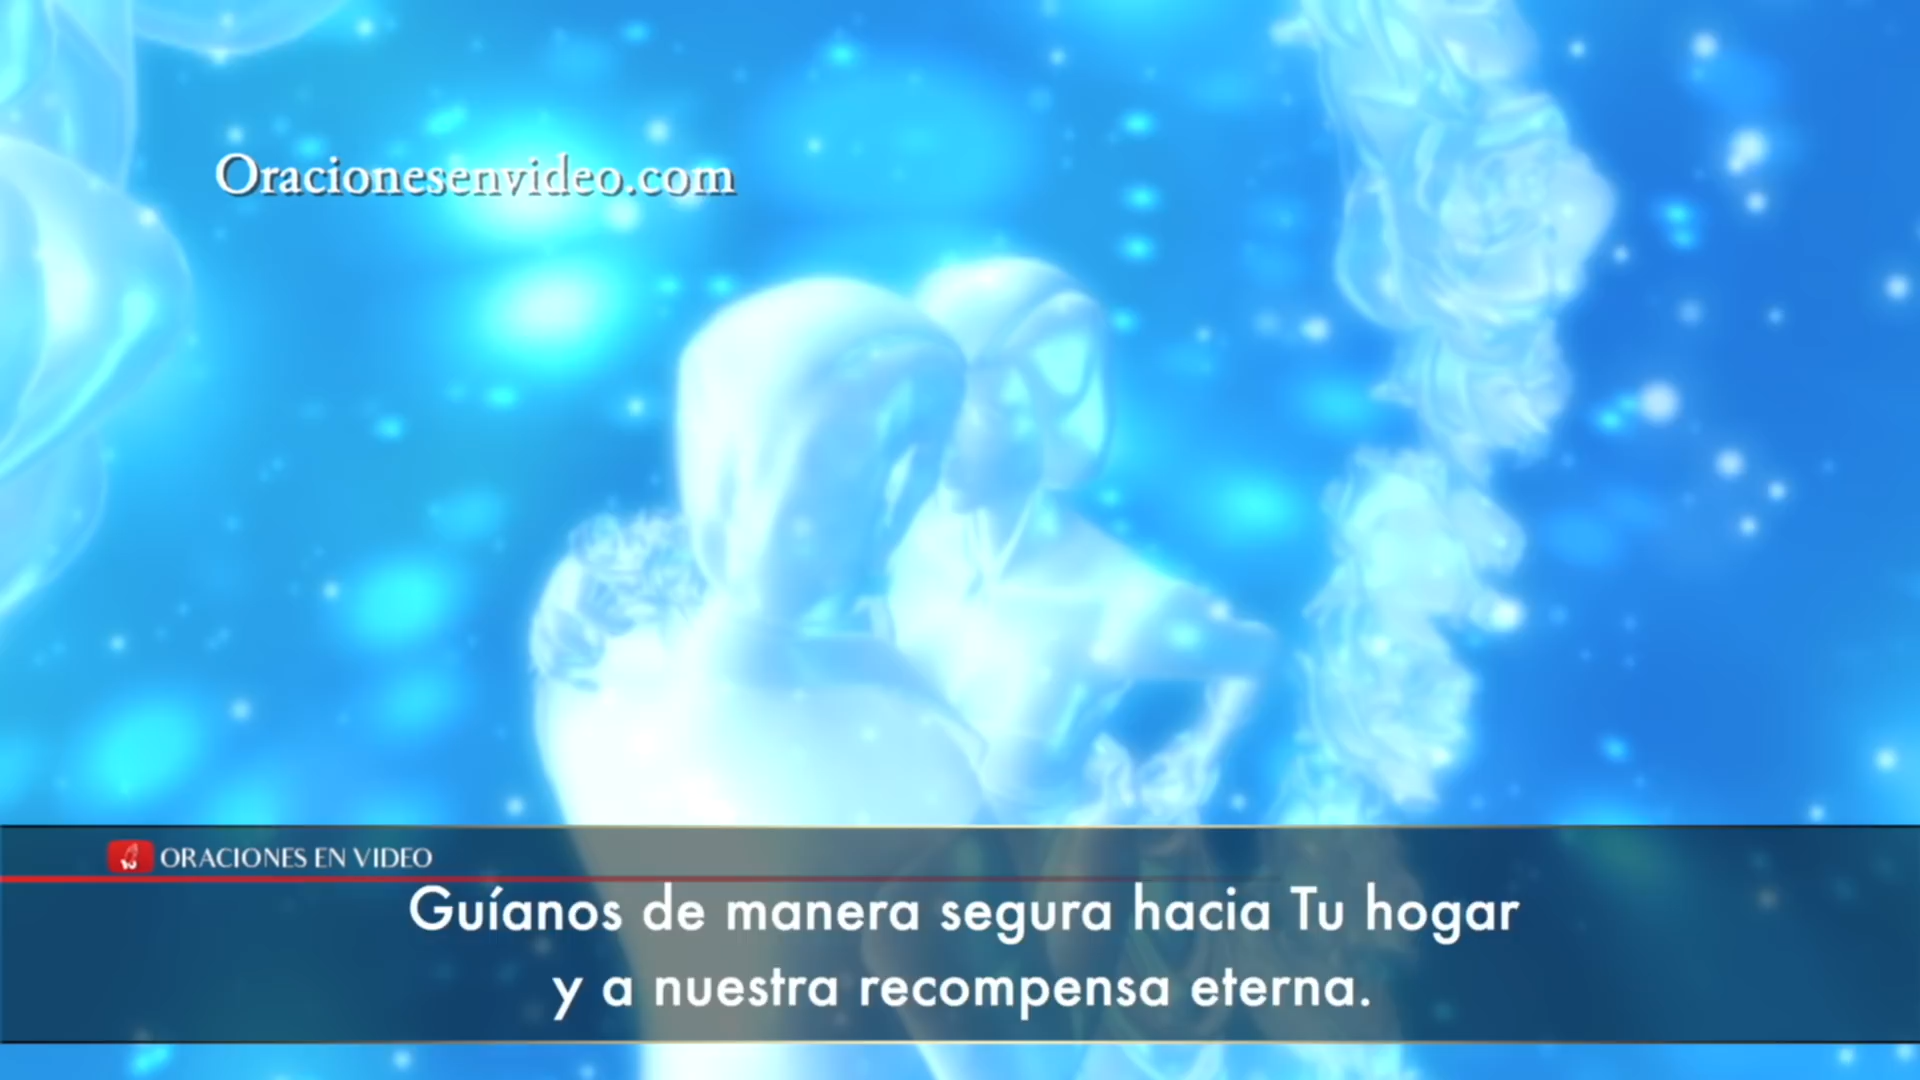 Oracionesenvideo.com
ORACIONES EN VIDEO
Guíanos de manera segura hacia Tu hogar
y a nuestra recompensa eterna.